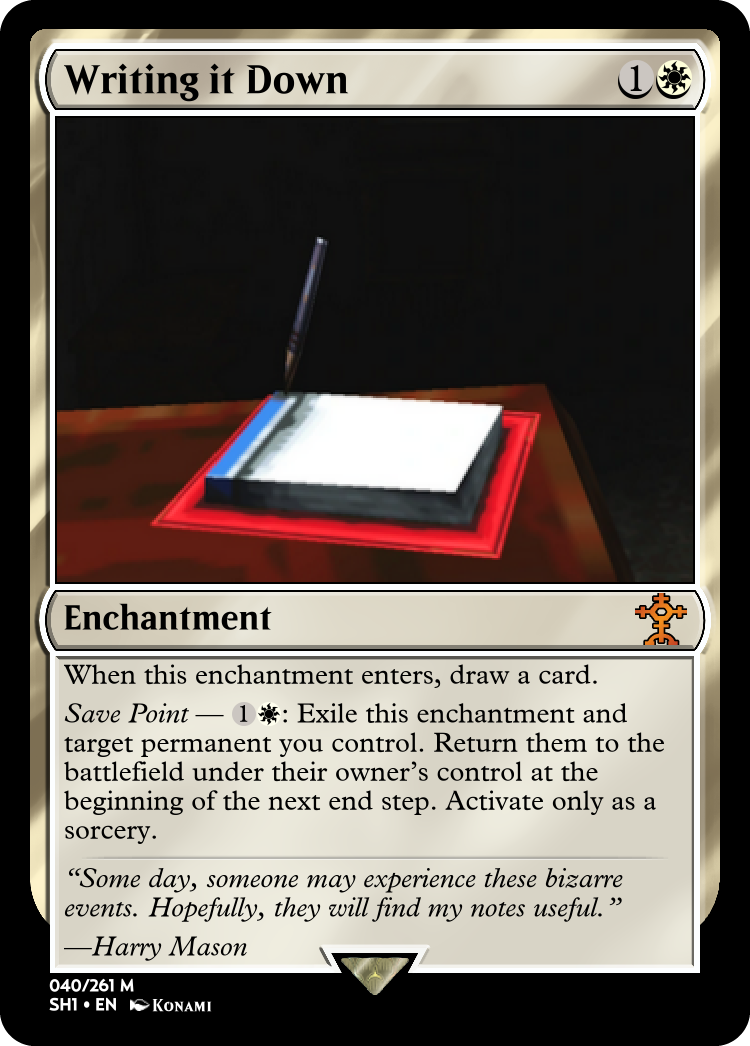 Writing it Down
1
Enchantment
When this enchantment enters, draw a card.
Save Point — 1: Exile this enchantment and
target permanent you control. Return them to the
battlefield under their owner's control at the
beginning of the next end step. Activate only as a
sorcery.
“Some day, someone may experience these bizarre
events. Hopefully, they will find my notes useful.”
—Harry Mason
040/261 M
SH1 • EN KONAMI